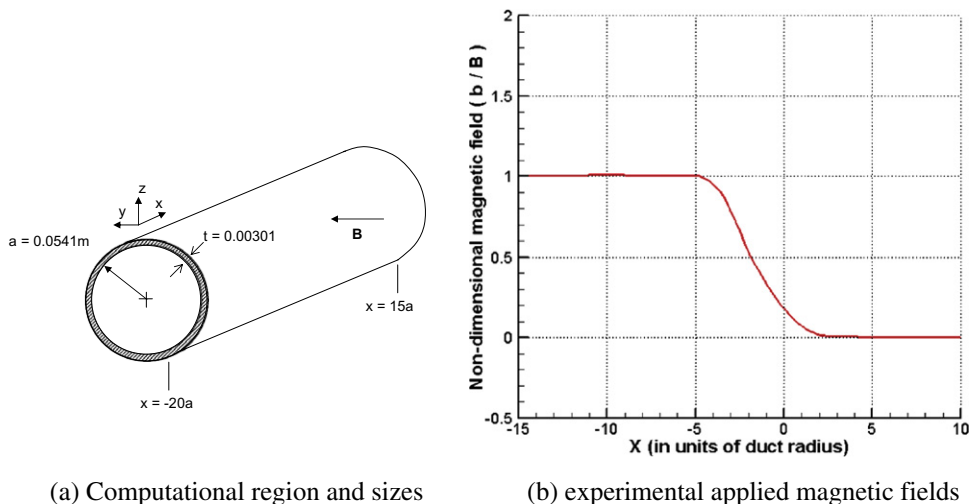 z
y
x
a = 0.0541m
t = 0.00301
B
x = 15a
x = -20a
(a) Computational region and sizes
Non-dimensional magnetic field ( b / B )
2
1.5
1
0.5
0
-0.5
-15
-10
-5
0
5
10
X (in units of duct radius)
(b) experimental applied magnetic fields